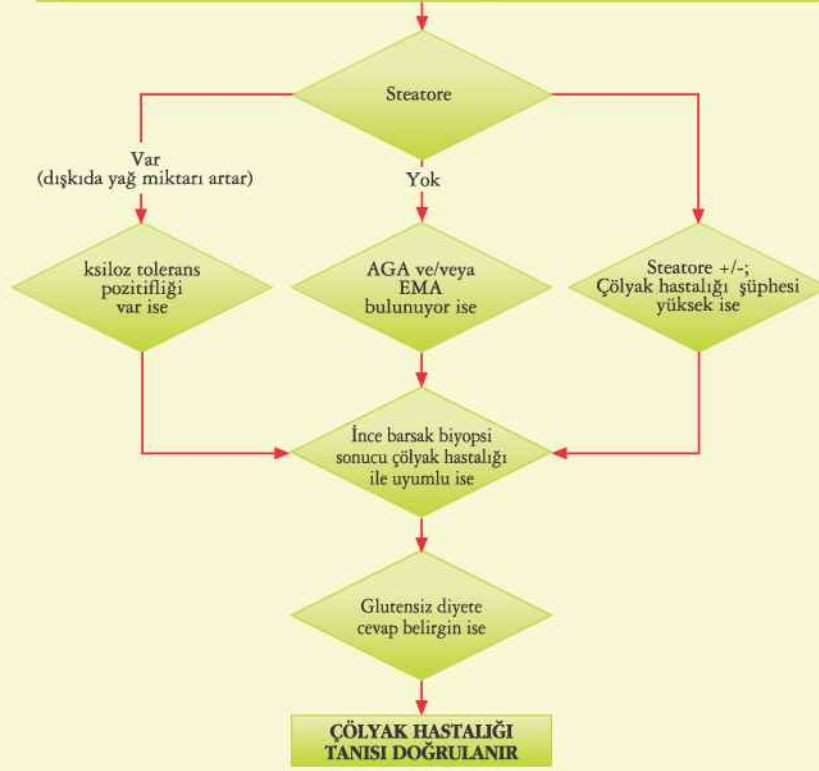 Steatore
Var
(dışkıda yağ miktarı artar)
Yok
ksiloz tolerans
pozitifliği
var ise
AGA ve/veya
EMA
bulunuyor ise
Steatore +/-;
Çölyak hastalığı şüphesi
yüksek ise
İnce barsak biyopsi
sonucu çölyak hastalığı
ile uyumlu ise
Glutensiz diyete
cevap belirgin ise
ÇÖLYAK HASTALIĞI
TANISI DOĞRULANIR